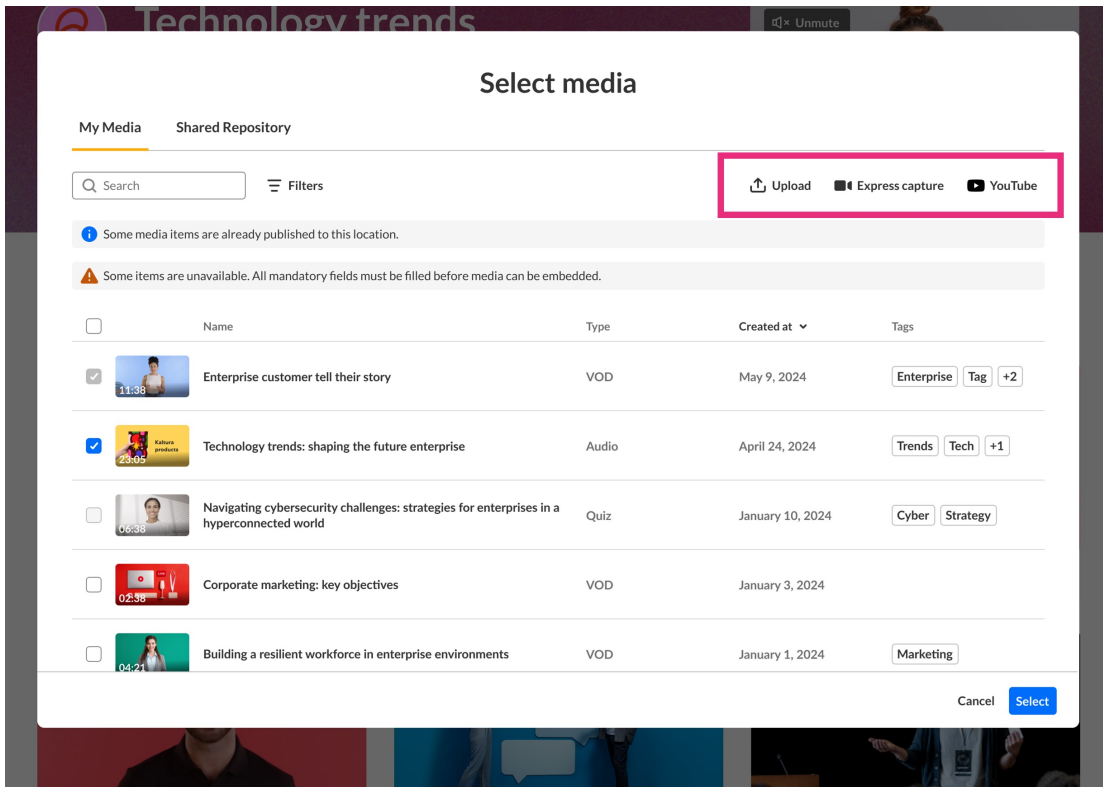 Technology trends
Unmute
Select media
My Media Shared Repository
Search Filters Upload Express capture YouTube
Some media items are already published to this location.
Some items are unavailable. All mandatory fields must be filled before media can be embedded.
Name Type Created at Tags
11:38 Enterprise customer tell their story VOD May 9, 2024 Enterprise Tag +2
Kaltura
products
23:05 Technology trends: shaping the future enterprise Audio April 24, 2024 Trends Tech +1
06:38 Navigating cybersecurity challenges: strategies for enterprises in a
hyperconnected world Quiz January 10, 2024 Cyber Strategy
02:38 Corporate marketing: key objectives VOD January 3, 2024
04:21 Building a resilient workforce in enterprise environments VOD January 1, 2024 Marketing
Cancel Select